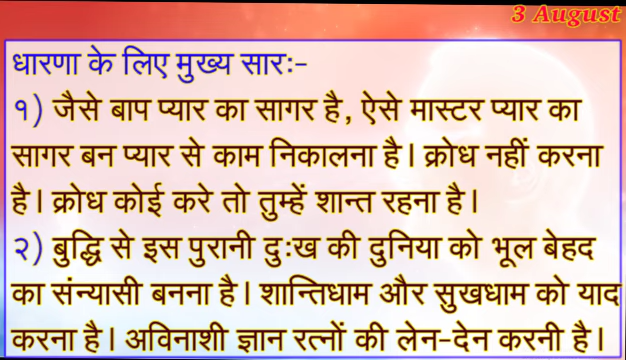 3 August
धारणा के लिए मुख्य सारः-
१) जैसे बाप प्यार का सागर है, ऐसे मास्टर प्यार का
सागर बन प्यार से काम निकालना है। क्रोध नहीं करना
है। क्रोध कोई करे तो तुम्हें शान्त रहना है।
२) बुद्धि से इस पुरानी दुःख की दुनिया को भूल बेहद
का संन्यासी बनना है। शान्तिधाम और सुखधाम को याद
करना है। अविनाशी ज्ञान रत्नों की लेन-देन करनी है।